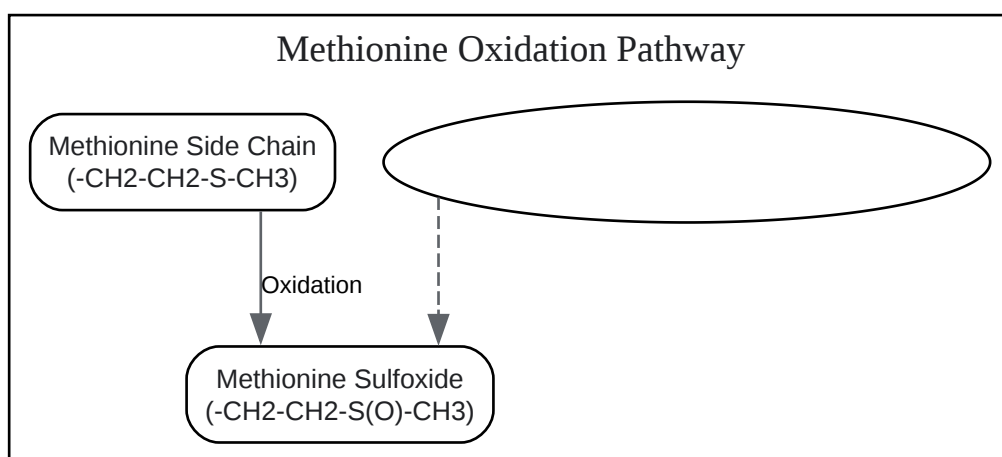 Methionine Oxidation Pathway
Methionine Side Chain
(-CH2-CH2-S-CH3)
Oxidation
Methionine Sulfoxide
(-CH2-CH2-S(O)-CH3)